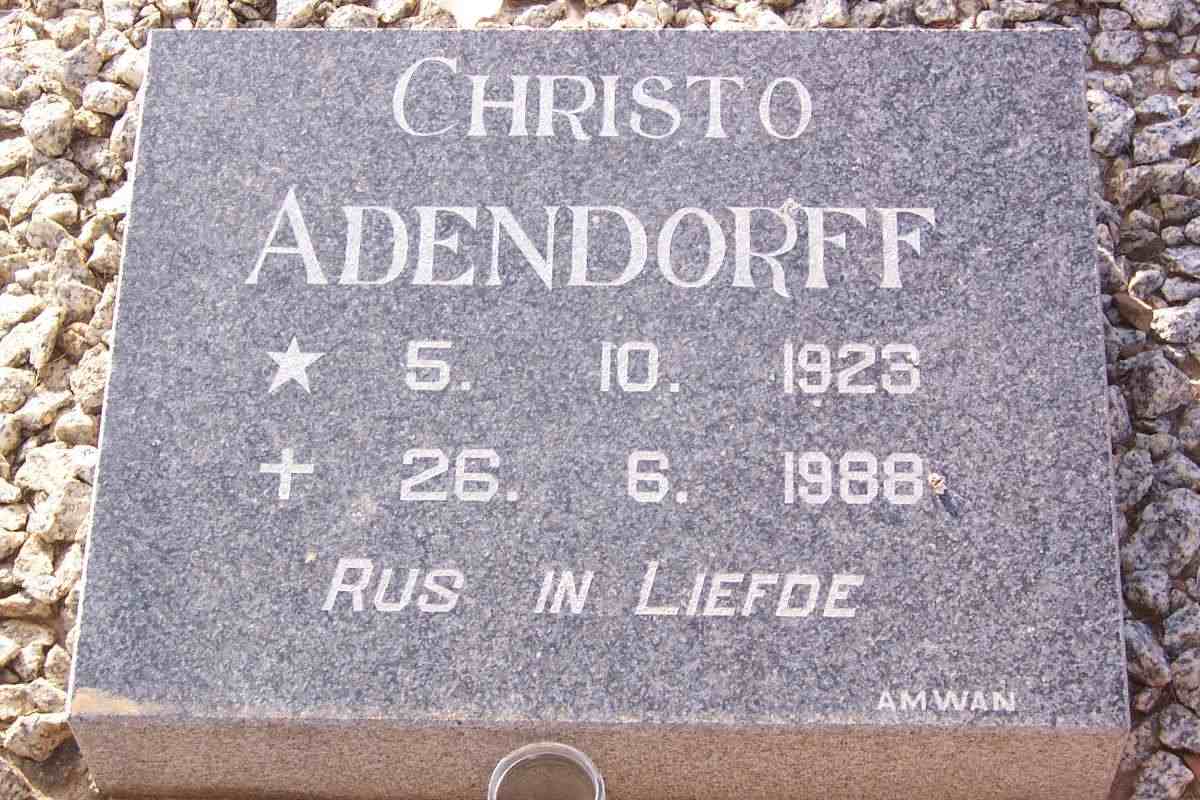 Christo
Adendorff
★ 5. 10. 1923
✝ 26. 6. 1988
Rus in Liefde
AMWAN